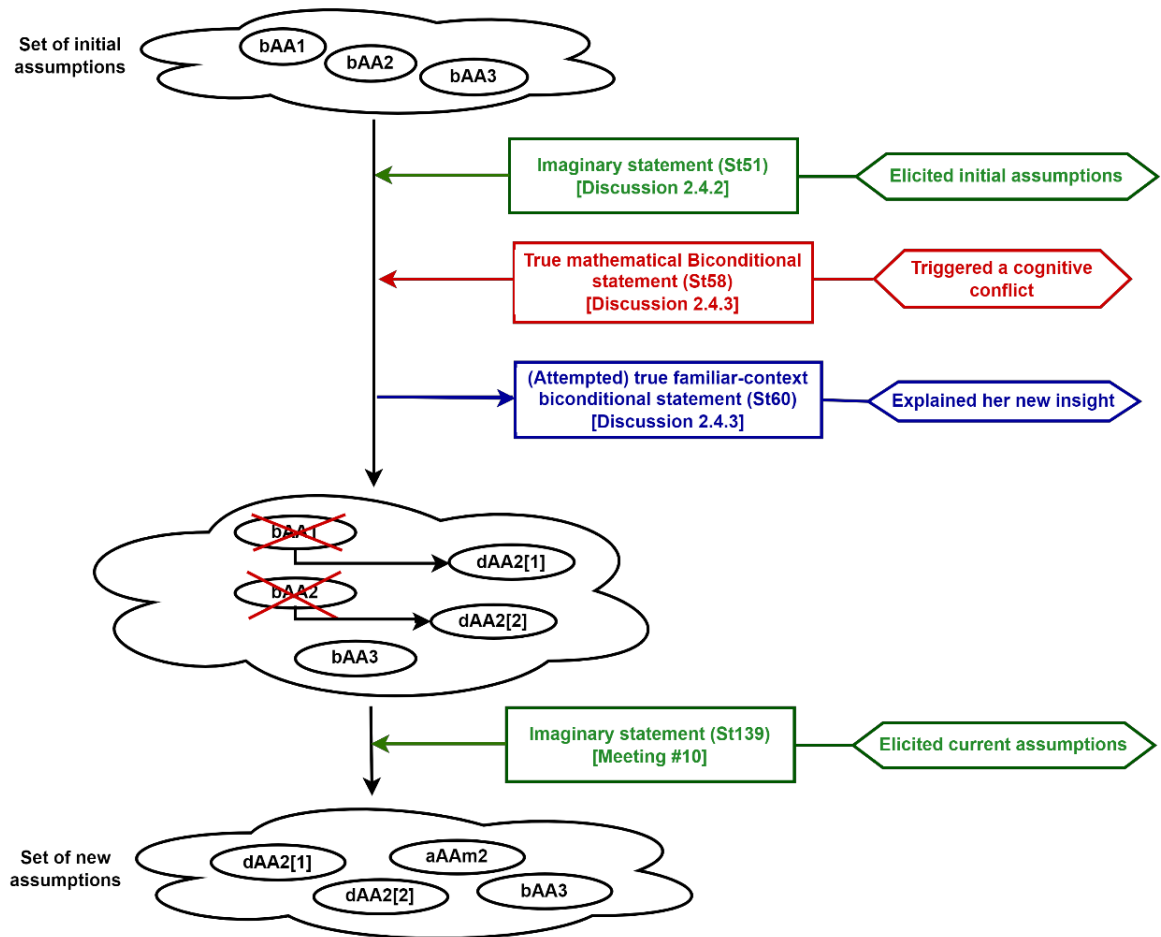 Set of initial
assumptions
bAA1
bAA2
bAA3
Imaginary statement (St51)
[Discussion 2.4.2]
Elicited initial assumptions
True mathematical Biconditional
statement (St58)
[Discussion 2.4.3]
Triggered a cognitive
conflict
(Attempted) true familiar-context
biconditional statement (St60)
[Discussion 2.4.3]
Explained her new insight
bAA1
dAA2[1]
bAA2
dAA2[2]
bAA3
Imaginary statement (St139)
[Meeting #10]
Elicited current assumptions
Set of new
assumptions
dAA2[1]
aAAm2
dAA2[2]
bAA3